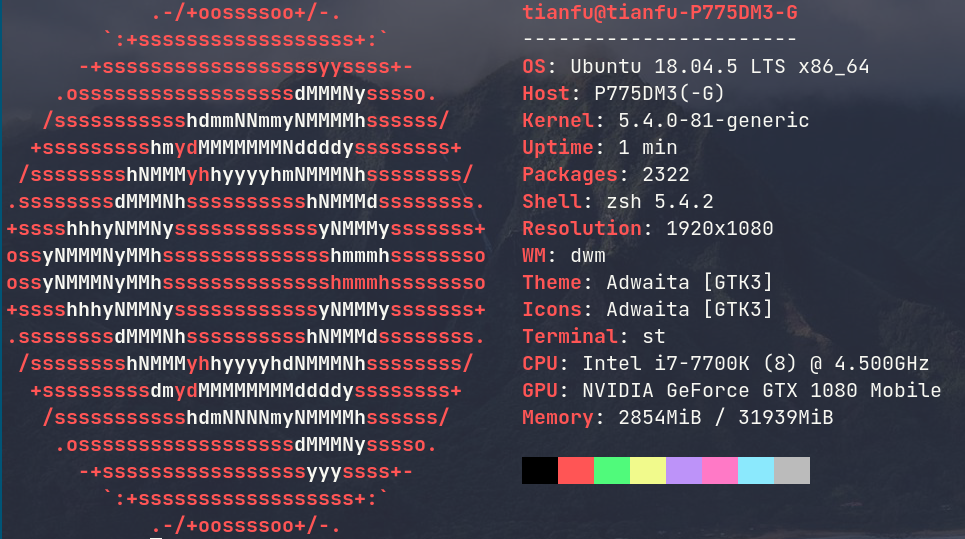 .-/+oossssoo+/-.
`:+ssssssssssssssssss+:`
-+ssssssssssssssssssyyssss+-
.ossssssssssssssssssdMMMNysssso.
/ssssssssssshdmmNNmmyNMMMMhssssss/
+ssssssssshmydMMMMMMMNddddyssssssss+
/sssssssshNMMMyhhyyyyhmNMMMNhssssssss/
.ssssssssdMMMNhsssssssssshNMMMdssssssss.
+sssshhhyNMMNyssssssssssssyNMMMysssssss+
ossyNMMMNyMMhsssssssssssssshmmmhssssssso
ossyNMMMNyMMhsssssssssssssshmmmhssssssso
+sssshhhyNMMNyssssssssssssyNMMMysssssss+
.ssssssssdMMMNhsssssssssshNMMMdssssssss.
/sssssssshNMMMyhhyyyyhdNMMMNhssssssss/
+sssssssssdmydMMMMMMMMddddyssssssss+
/ssssssssssshdmNNNNmyNMMMMhssssss/
.ossssssssssssssssssdMMMNysssso.
-+sssssssssssssssssyyyssss+-
`:+ssssssssssssssssss+:`
.-/+oossssoo+/-.
tianfu@tianfu-P775DM3-G
-----------------------
OS: Ubuntu 18.04.5 LTS x86_64
Host: P775DM3(-G)
Kernel: 5.4.0-81-generic
Uptime: 1 min
Packages: 2322
Shell: zsh 5.4.2
Resolution: 1920x1080
WM: dwm
Theme: Adwaita [GTK3]
Icons: Adwaita [GTK3]
Terminal: st
CPU: Intel i7-7700K (8) @ 4.500GHz
GPU: NVIDIA GeForce GTX 1080 Mobile
Memory: 2854MiB / 31939MiB